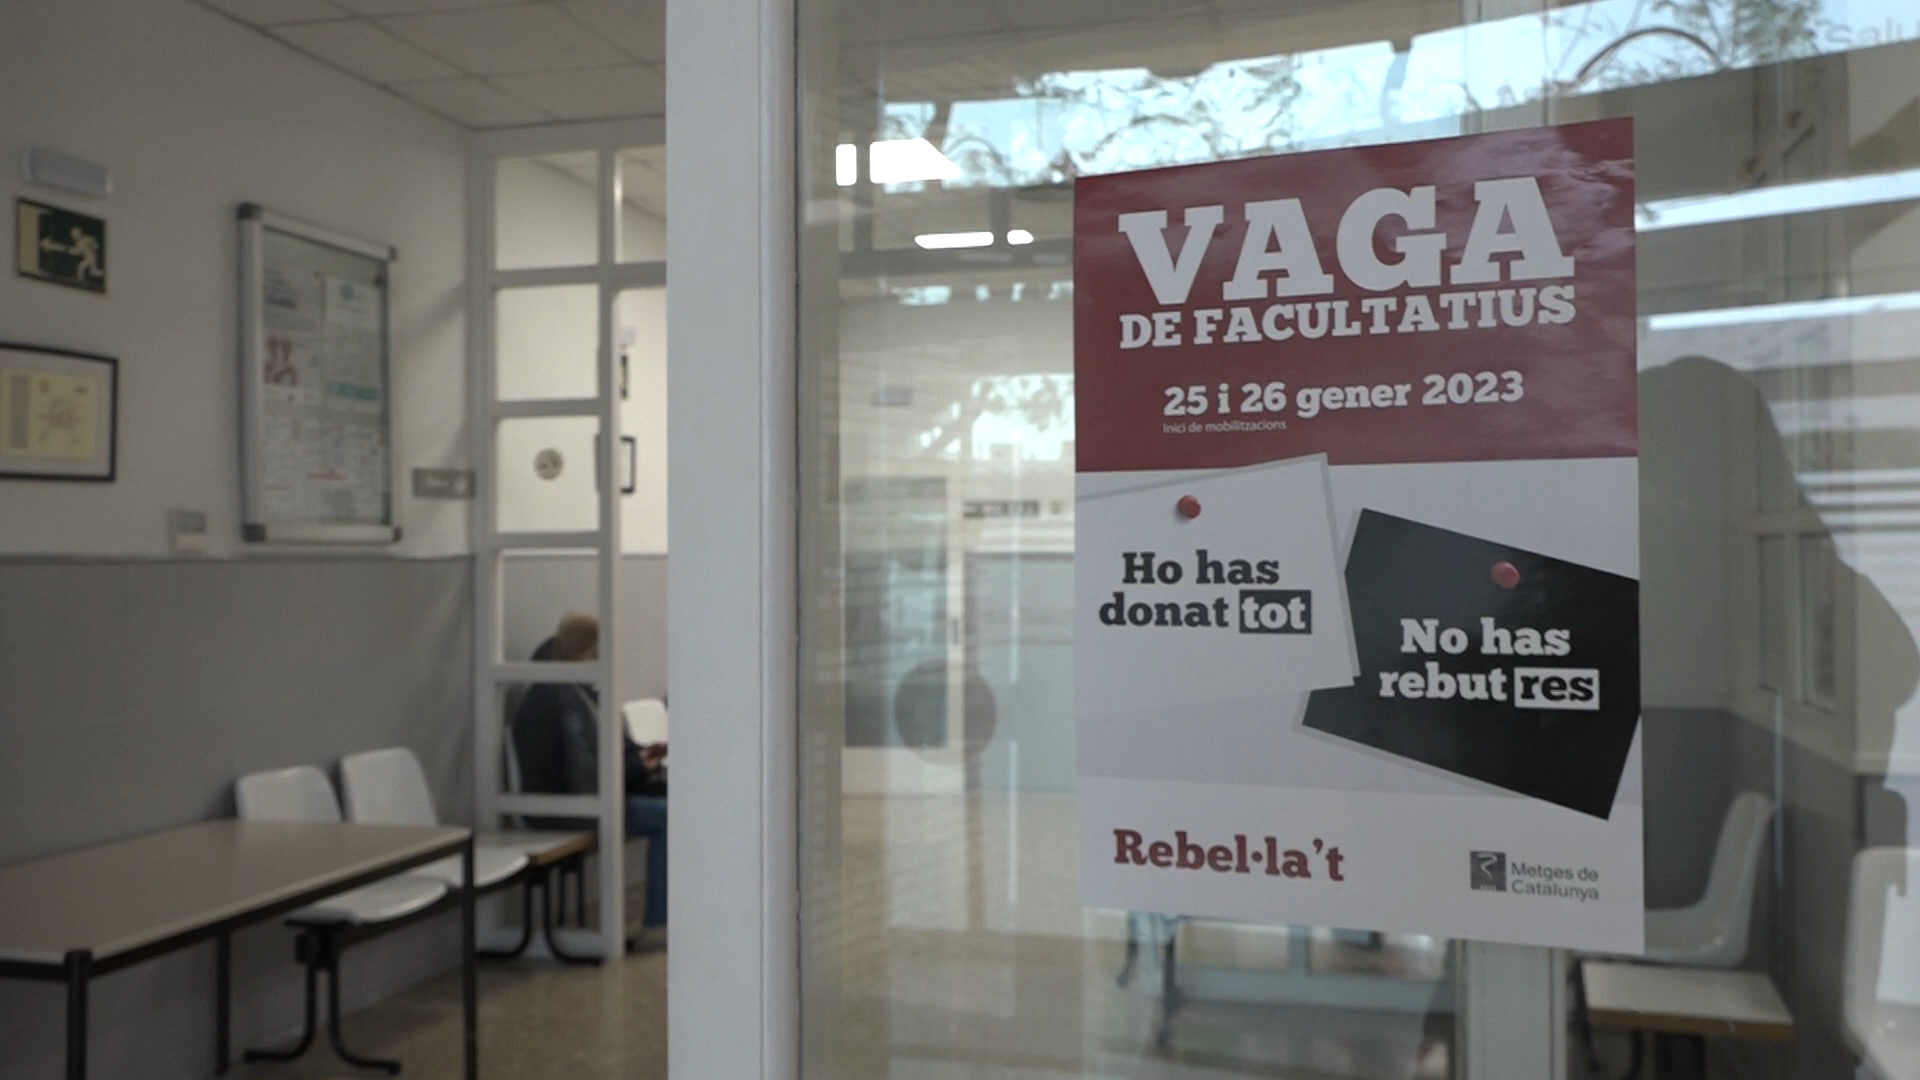 VAGA
DE FACULTATIUS
25 i 26 gener 2023
Inici de mobilitzacions
Ho has
donat tot
No has
rebut res
Rebel·la't
Metges de
Catalunya